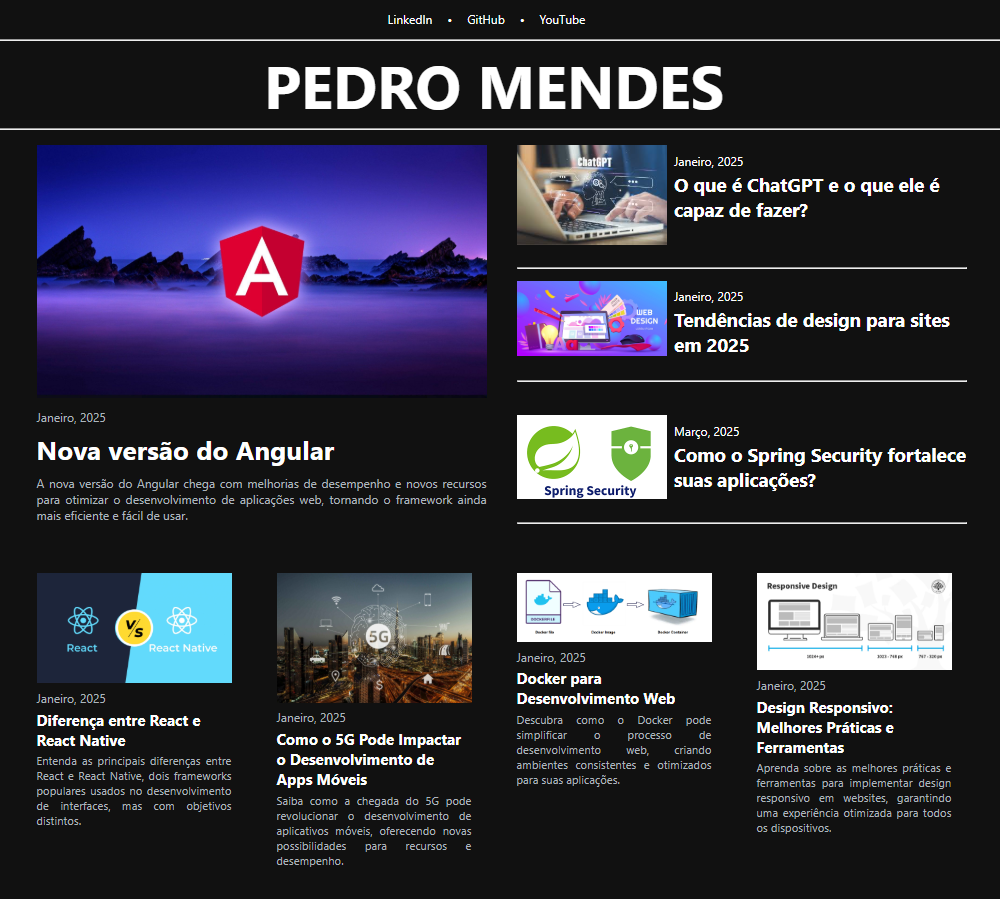 LinkedIn • GitHub • YouTube
PEDRO MENDES
Janeiro, 2025
Nova versão do Angular
A nova versão do Angular chega com melhorias de desempenho e novos recursos
para otimizar o desenvolvimento de aplicações web, tornando o framework ainda
mais eficiente e fácil de usar.
ChatGPT
Janeiro, 2025
O que é ChatGPT e o que ele é
capaz de fazer?
WEB
DESIGN
Janeiro, 2025
Tendências de design para sites
em 2025
Spring Security
Março, 2025
Como o Spring Security fortalece
suas aplicações?
React
V/S
React Native
Janeiro, 2025
Diferença entre React e
React Native
Entenda as principais diferenças entre
React e React Native, dois frameworks
populares usados no desenvolvimento
de interfaces, mas com objetivos
distintos.
5G
Janeiro, 2025
Como o 5G Pode Impactar
o Desenvolvimento de
Apps Móveis
Saiba como a chegada do 5G pode
revolucionar o desenvolvimento de
aplicativos móveis, oferecendo novas
possibilidades para recursos e
desempenho.
DOCKERFILE
Docker file
Docker Image
Docker Container
Janeiro, 2025
Docker para
Desenvolvimento Web
Descubra como o Docker pode
simplificar o processo de
desenvolvimento web, criando
ambientes consistentes e otimizados
para suas aplicações.
Responsive Design
1024+ px
1023 - 768 px
767 - 320 px
Janeiro, 2025
Design Responsivo:
Melhores Práticas e
Ferramentas
Aprenda sobre as melhores práticas e
ferramentas para implementar design
responsivo em websites, garantindo
uma experiência otimizada para todos
os dispositivos.